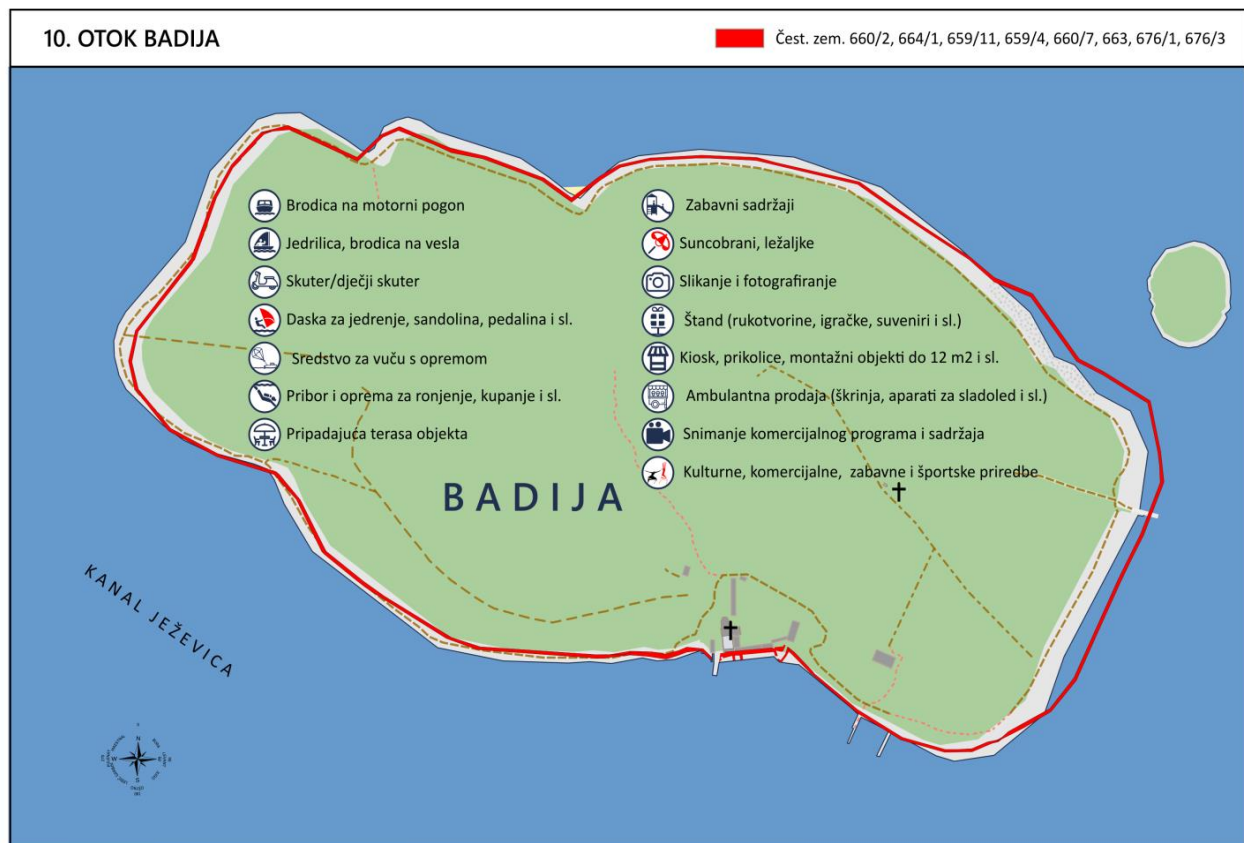 10. OTOK BADIJA
Čest. zem. 660/2, 664/1, 659/11, 659/4, 660/7, 663, 676/1, 676/3
Brodica na motorni pogon
Jedrilica, brodica na vesla
Skuter/dječji skuter
Daska za jedrenje, sandolina, pedalina i sl.
Sredstvo za vuču s opremom
Pribor i oprema za ronjenje, kupanje i sl.
Pripadajuća terasa objekta
Zabavni sadržaji
Suncobrani, ležaljke
Slikanje i fotografiranje
Štand (rukotvorine, igračke, suveniri i sl.)
Kiosk, prikolice, montažni objekti do 12 m2 i sl.
Ambulantna prodaja (škrinja, aparati za sladoled i sl.)
Snimanje komercijalnog programa i sadržaja
Kulturne, komercijalne, zabavne i športske priredbe
BADIJA
KANAL JEŽEVICA
N
W
E
S